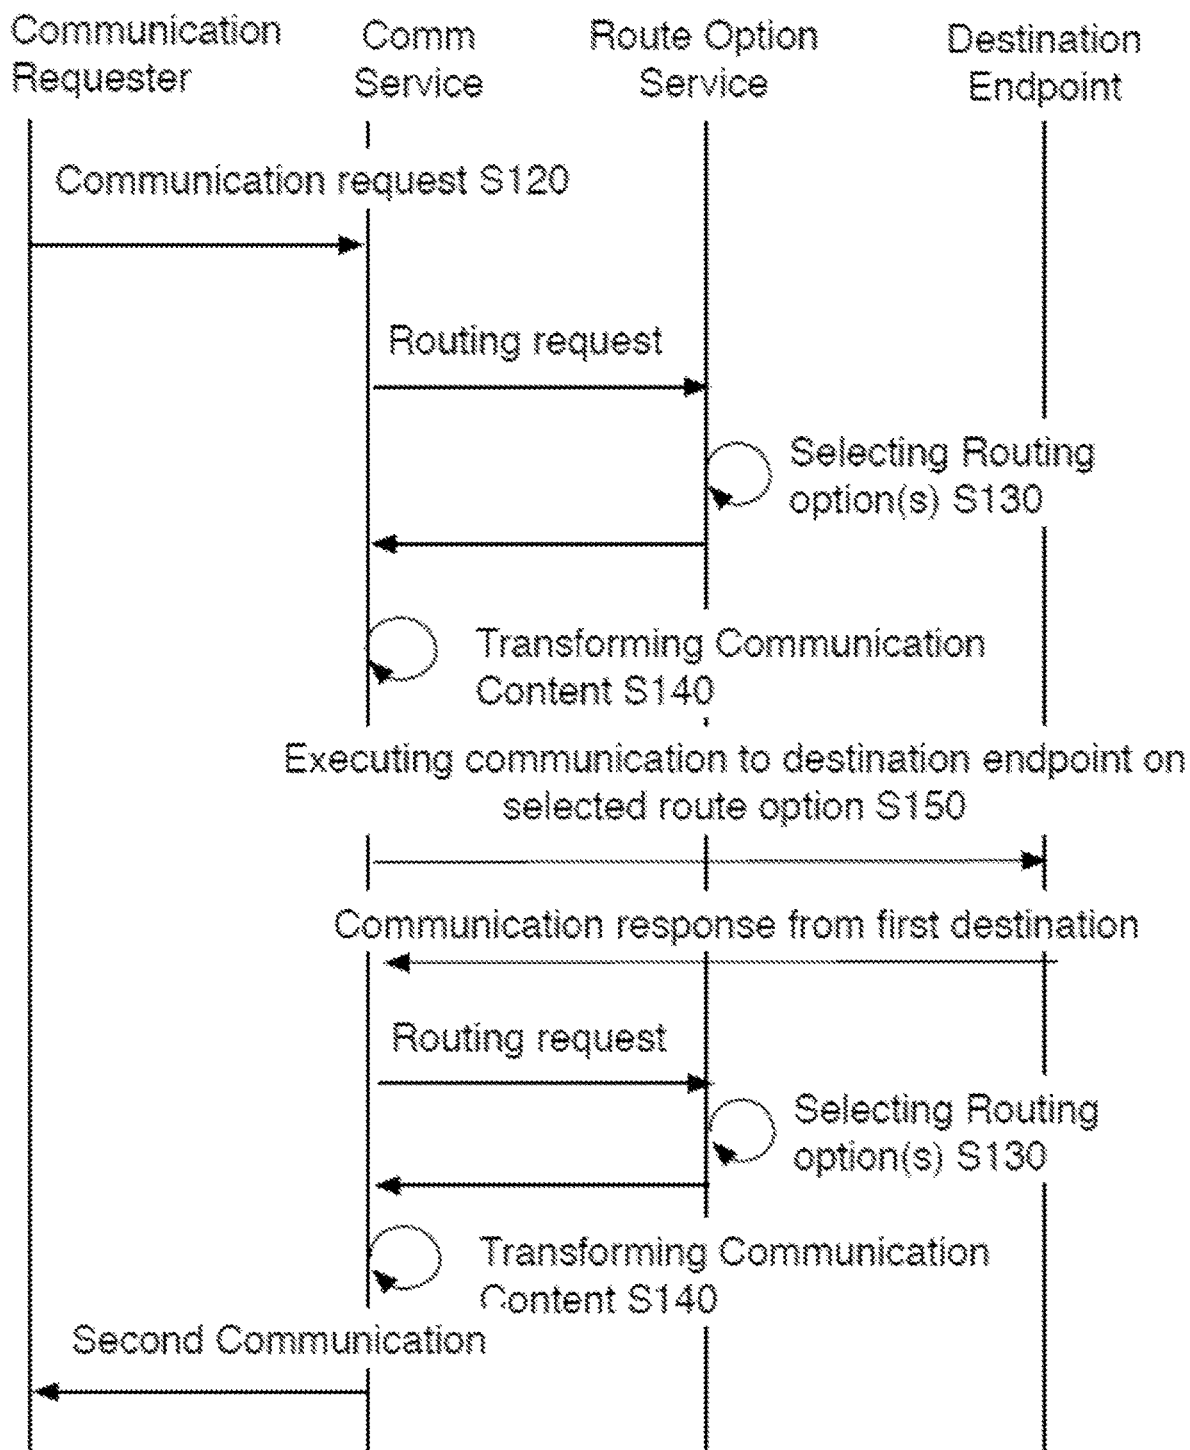 Communication
Requester
Comm
Service
Route Option
Service
Destination
Endpoint
Communication request S120
Routing request
Selecting Routing
option(s) S130
Transforming Communication
Content S140
Executing communication to destination endpoint on
selected route option S150
Communication response from first destination
Routing request
Selecting Routing
option(s) S130
Transforming Communication
Content S140
Second Communication